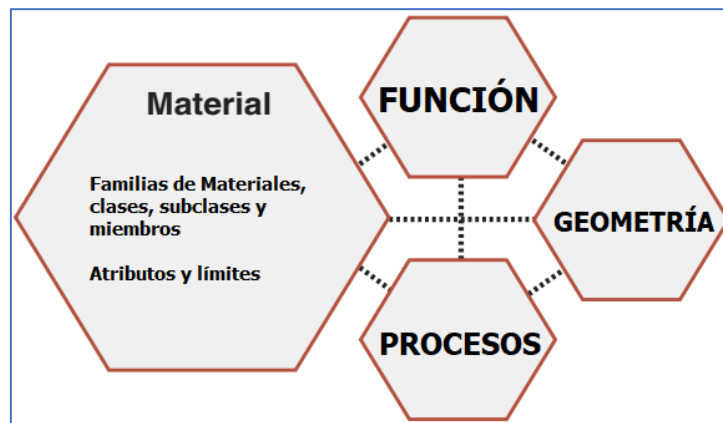 Material
Familias de Materiales,
clases, subclases y
miembros
Atributos y límites
FUNCIÓN
GEOMETRÍA
PROCESOS